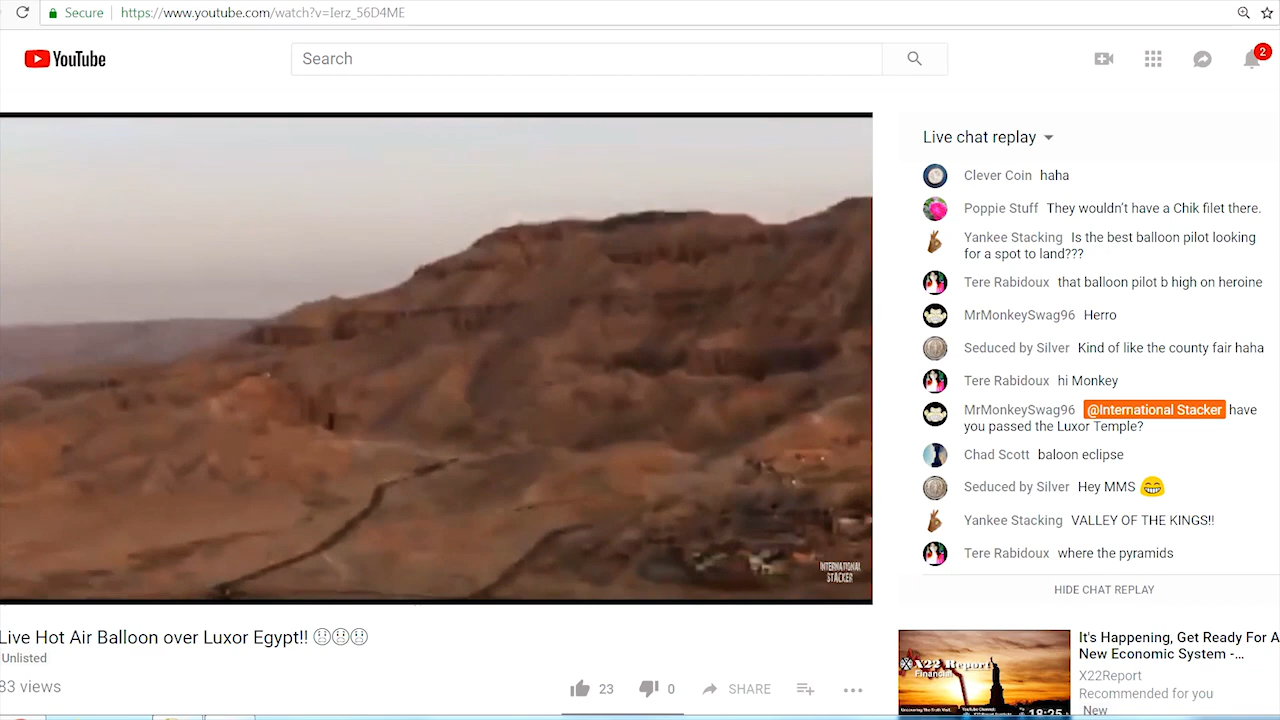 Secure https://www.youtube.com/watch?v=Ierz_56D4ME
YouTube
Search
2
Live chat replay
Clever Coin haha
Poppie Stuff They wouldn't have a Chik filet there.
Yankee Stacking Is the best balloon pilot looking
for a spot to land???
Tere Rabidoux that balloon pilot b high on heroine
MrMonkeySwag96 Herro
Seduced by Silver Kind of like the county fair haha
Tere Rabidoux hi Monkey
MrMonkeySwag96 @International Stacker have
you passed the Luxor Temple?
Chad Scott baloon eclipse
Seduced by Silver Hey MMS 😁
Yankee Stacking VALLEY OF THE KINGS!!
Tere Rabidoux where the pyramids
HIDE CHAT REPLAY
INTERNATIONAL
STACKER
Live Hot Air Balloon over Luxor Egypt!!
Unlisted
83 views
23
0
SHARE
X22 Report
Financial
18:25
It's Happening, Get Ready For A
New Economic System -...
X22Report
Recommended for you
New